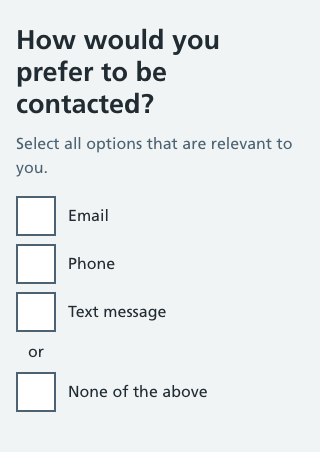 How would you
prefer to be
contacted?
Select all options that are relevant to
you.
Email
Phone
Text message
or
None of the above